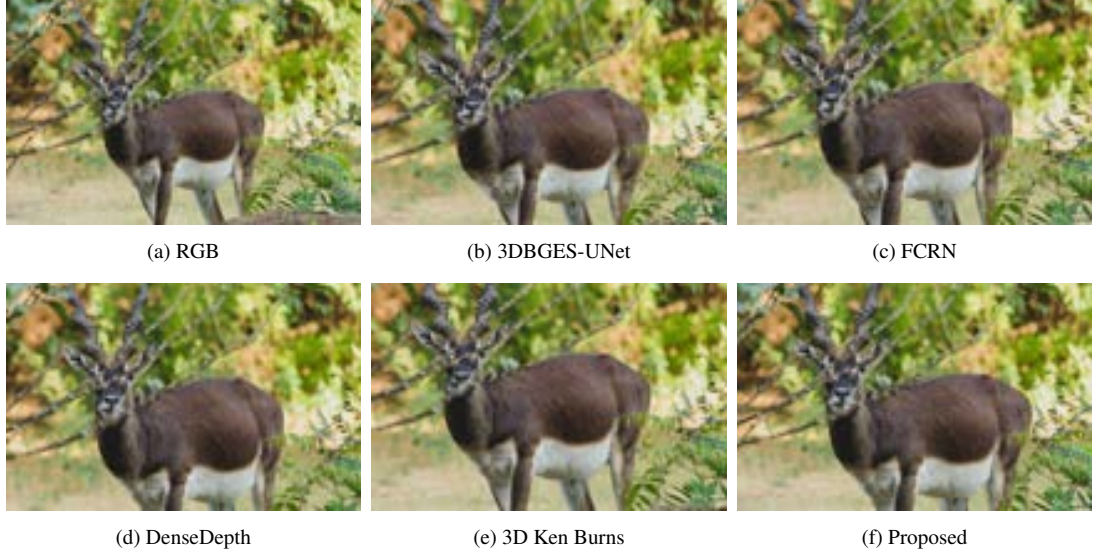 (a) RGB
(b) 3DBGES-UNet
(c) FCRN
(d) DenseDepth
(e) 3D Ken Burns
(f) Proposed